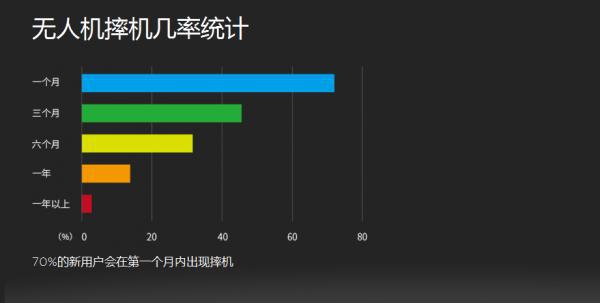 无人机摔机几率统计
一个月
三个月
六个月
一年
一年以上
(%) 0 20 40 60 80
70%的新用户会在第一个月内出现摔机